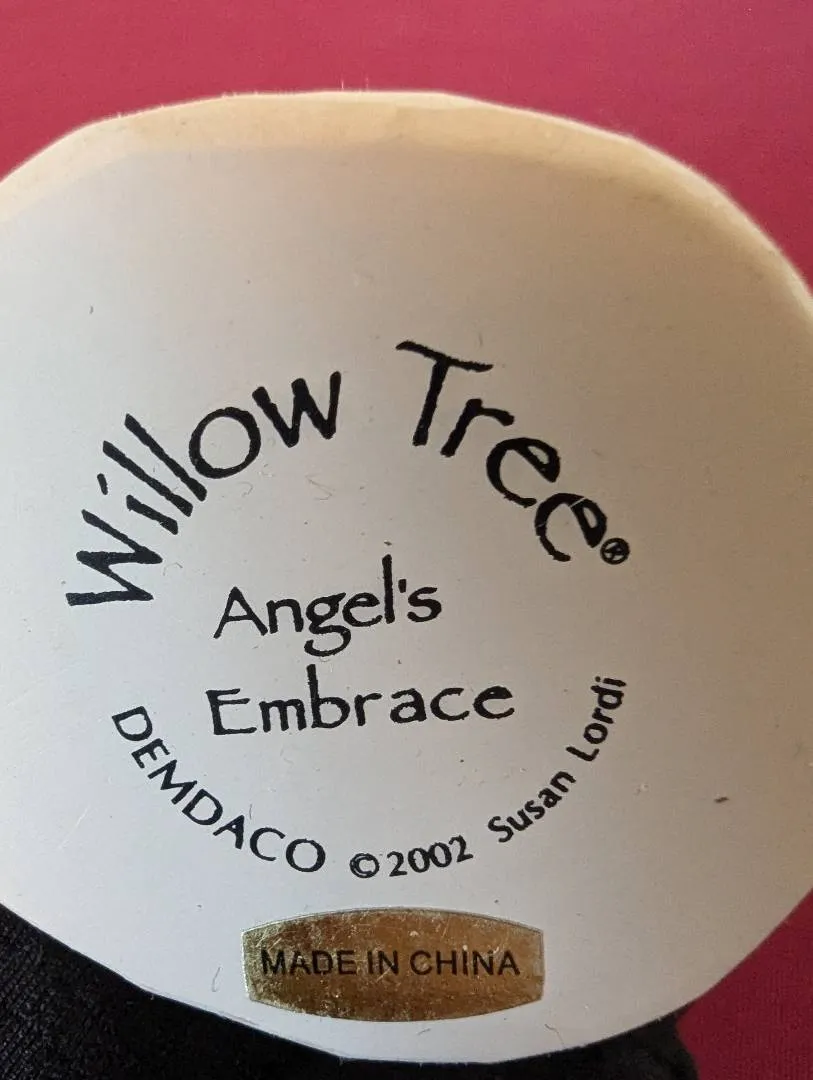 Willow Tree®
Angel's
Embrace
DEMDACO ©2002 Susan Lordi
MADE IN CHINA